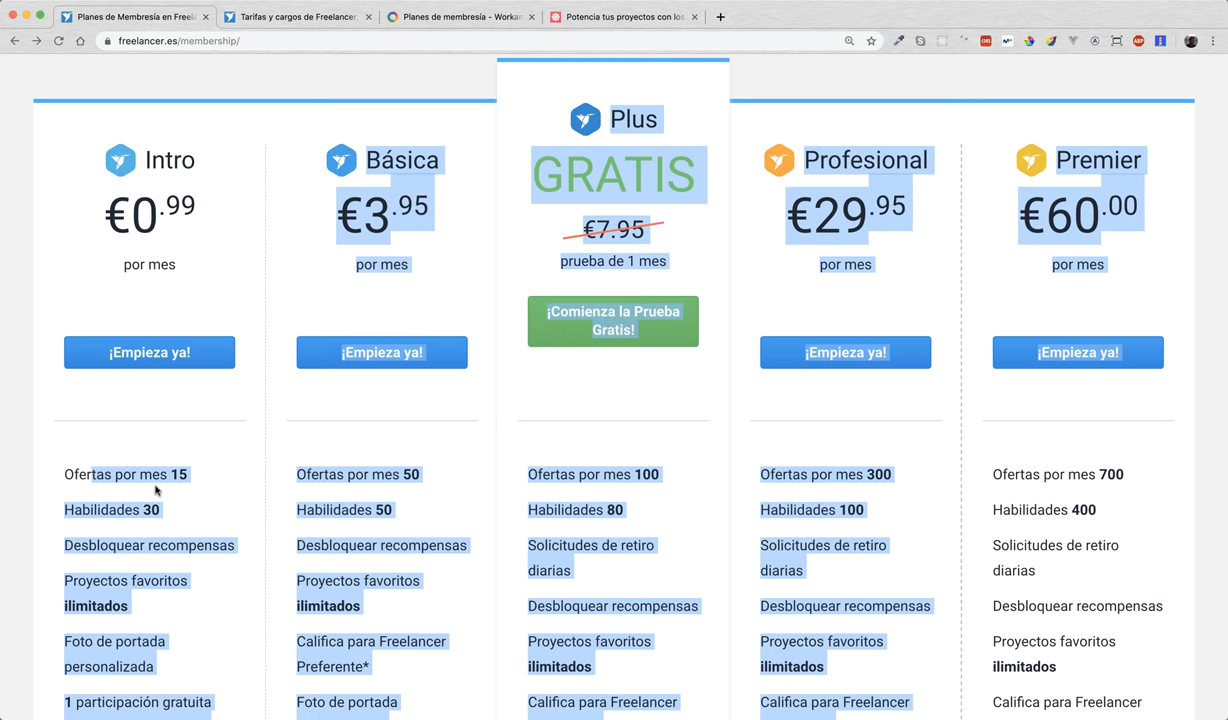 Planes de Membresía en Freela
Tarifas y cargos de Freelancer
Planes de membresía - Worka
Potencia tus proyectos con los
freelancer.es/membership/
Intro
€0.99
por mes
¡Empieza ya!
Ofertas por mes 15
Habilidades 30
Desbloquear recompensas
Proyectos favoritos
ilimitados
Foto de portada
personalizada
1 participación gratuita
Básica
€3.95
por mes
¡Empieza ya!
Ofertas por mes 50
Habilidades 50
Desbloquear recompensas
Proyectos favoritos
ilimitados
Califica para Freelancer
Preferente*
Foto de portada
Plus
GRATIS
€7.95
prueba de 1 mes
¡Comienza la Prueba
Gratis!
Ofertas por mes 100
Habilidades 80
Solicitudes de retiro
diarias
Desbloquear recompensas
Proyectos favoritos
ilimitados
Califica para Freelancer
Profesional
€29.95
por mes
¡Empieza ya!
Ofertas por mes 300
Habilidades 100
Solicitudes de retiro
diarias
Desbloquear recompensas
Proyectos favoritos
ilimitados
Califica para Freelancer
Premier
€60.00
por mes
¡Empieza ya!
Ofertas por mes 700
Habilidades 400
Solicitudes de retiro
diarias
Desbloquear recompensas
Proyectos favoritos
ilimitados
Califica para Freelancer